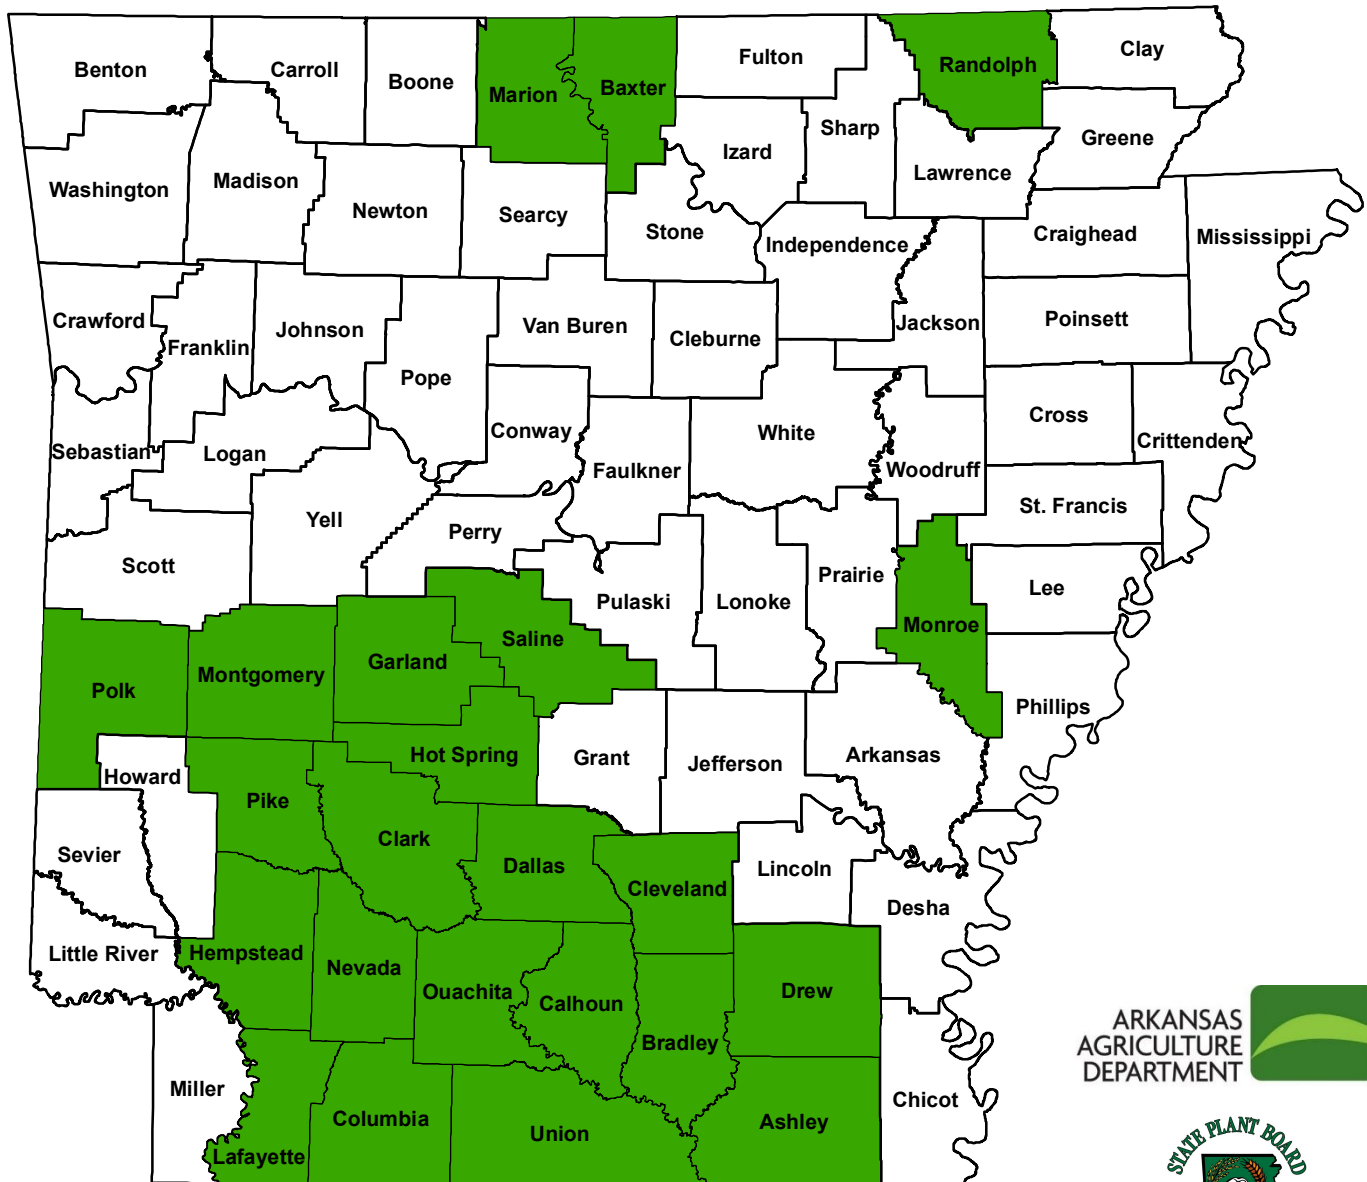 Benton
Carroll
Boone
Marion
Baxter
Fulton
Randolph
Clay
Washington
Madison
Newton
Searcy
Stone
Izard
Sharp
Lawrence
Greene
Independence
Craighead
Mississippi
Crawford
Franklin
Johnson
Pope
Van Buren
Cleburne
Jackson
Poinsett
Sebastian
Logan
Conway
Faulkner
White
Woodruff
Cross
Crittenden
Scott
Yell
Perry
Pulaski
Lonoke
Prairie
Monroe
St. Francis
Lee
Polk
Montgomery
Garland
Saline
Phillips
Howard
Pike
Hot Spring
Grant
Jefferson
Arkansas
Sevier
Clark
Dallas
Cleveland
Lincoln
Desha
Little River
Hempstead
Nevada
Ouachita
Calhoun
Bradley
Drew
Miller
Lafayette
Columbia
Union
Ashley
Chicot
ARKANSAS
AGRICULTURE
DEPARTMENT
STATE PLANT BOARD